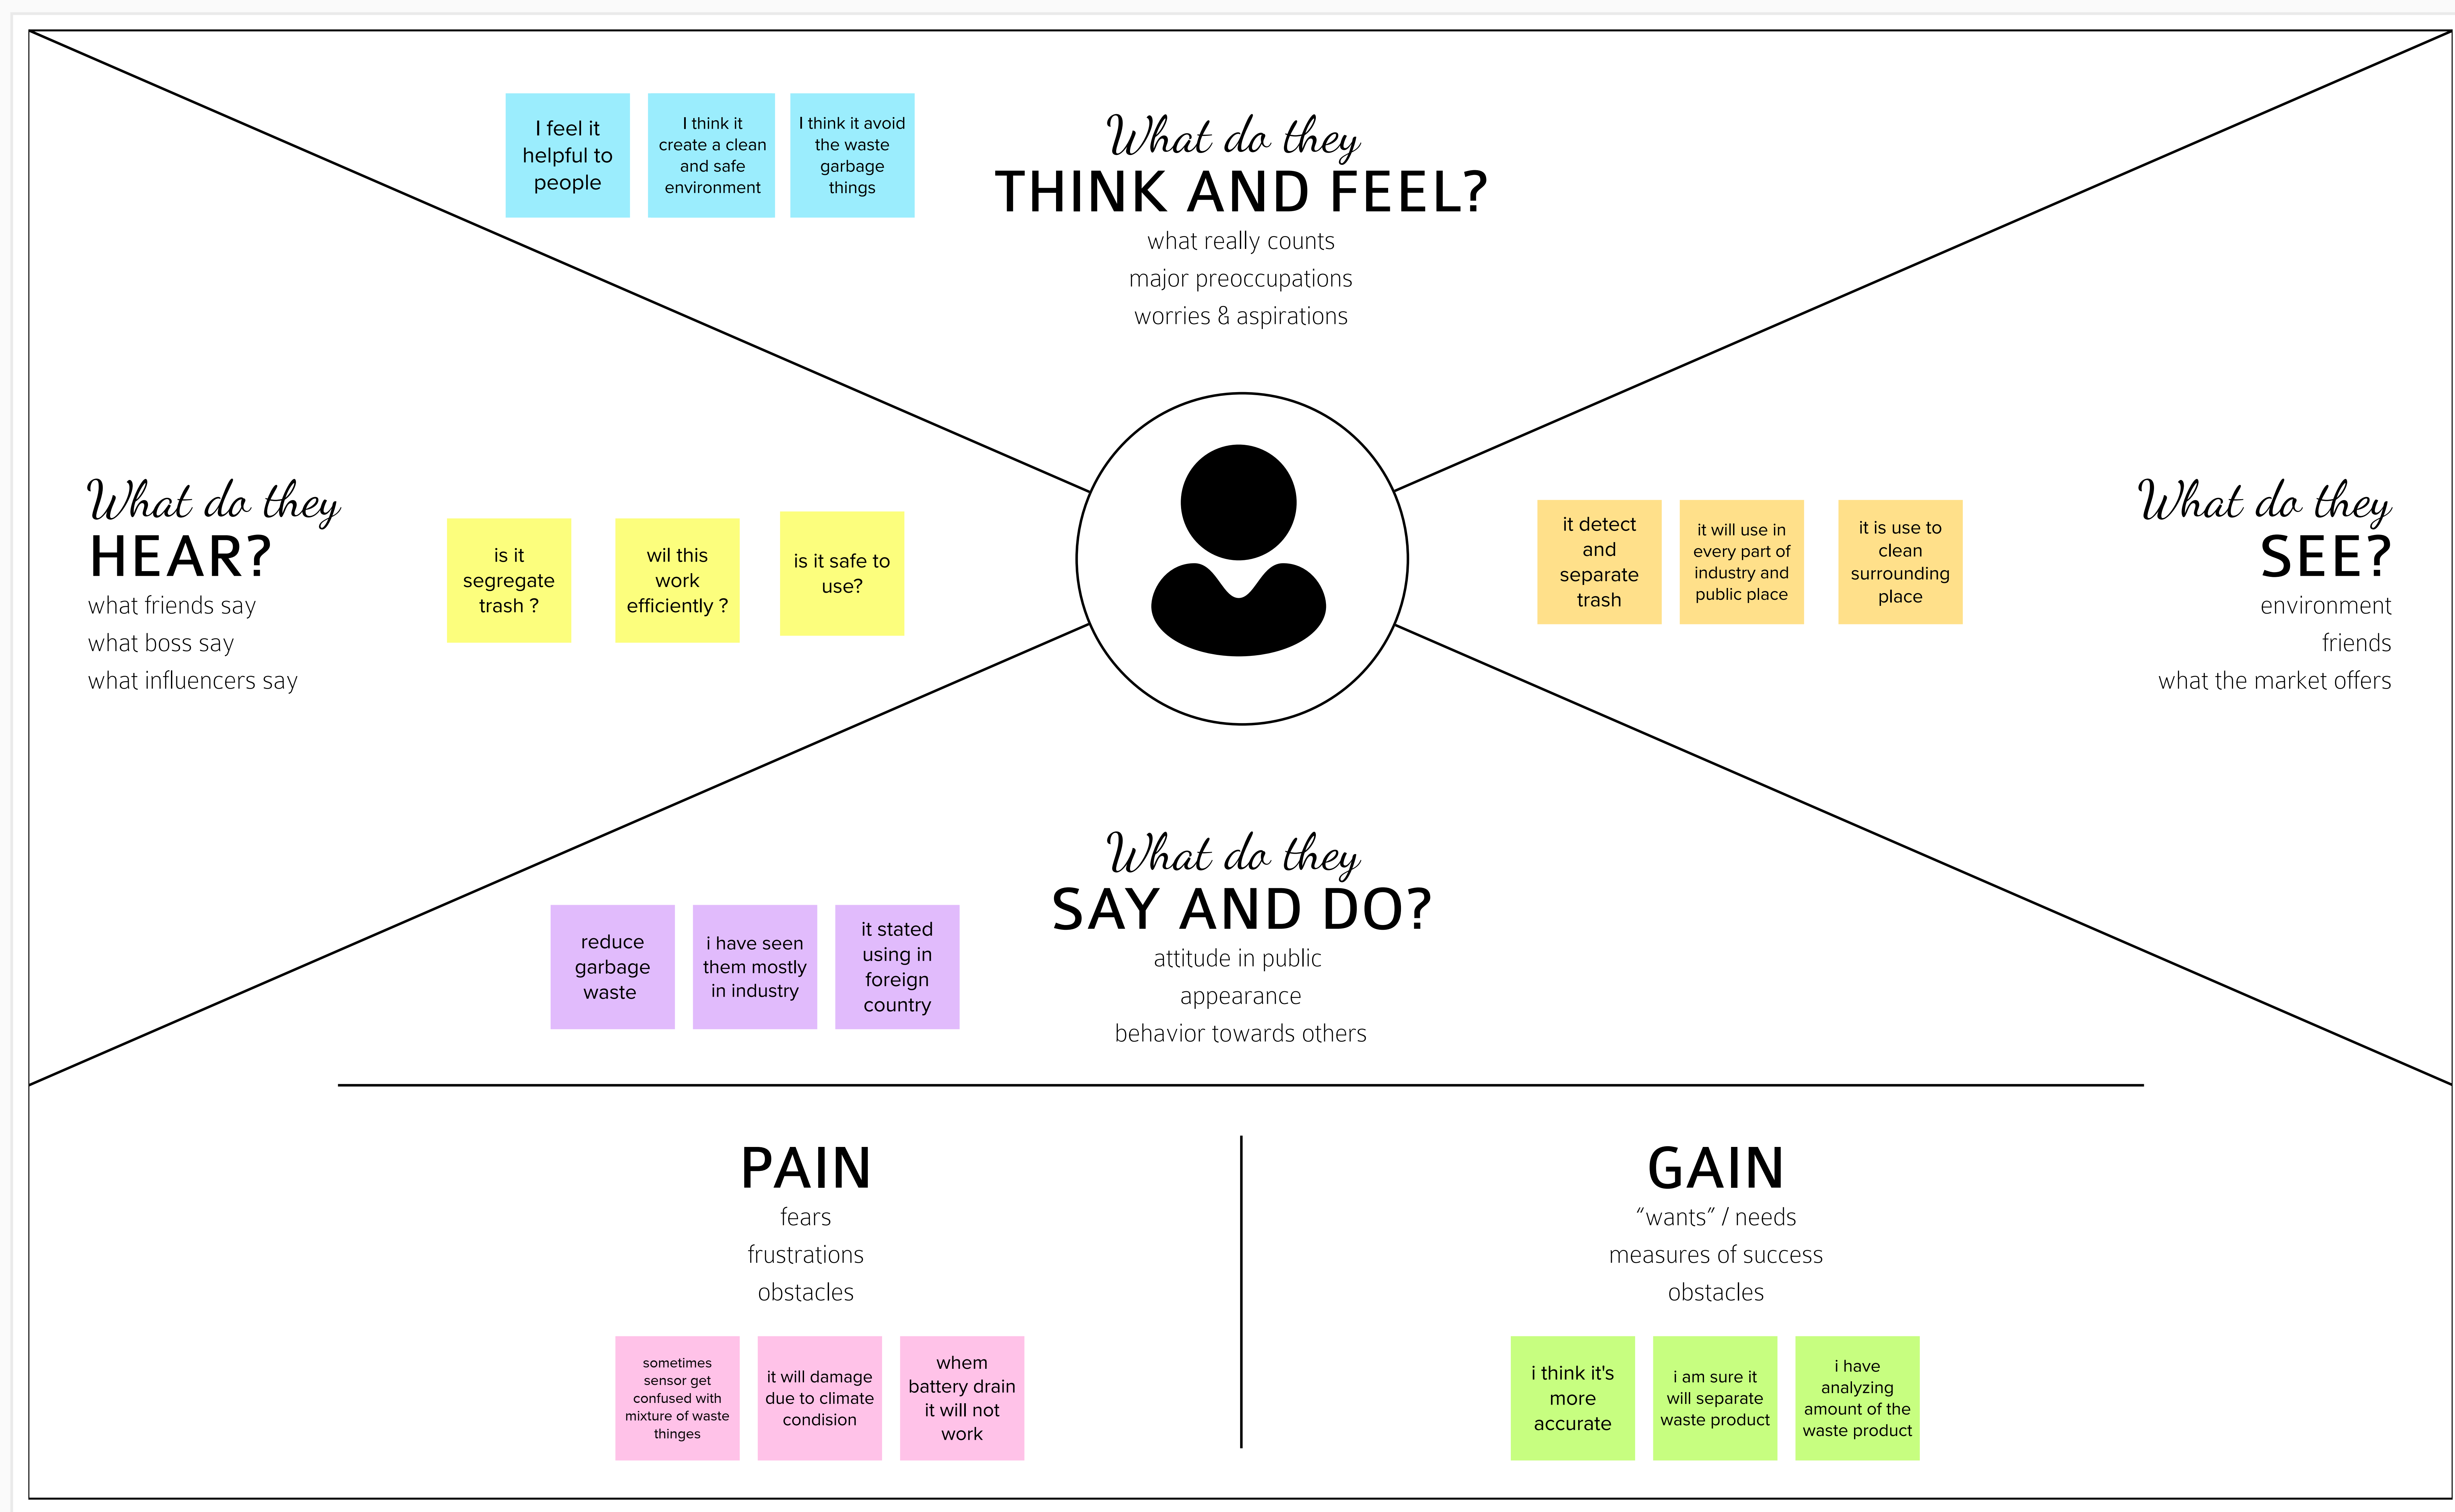 I feel it
helpful to
people
I think it
create a clean
and safe
environment
I think it avoid
the waste
garbage
things
What do they
THINK AND FEEL?
what really counts
major preoccupations
worries & aspirations
What do they
HEAR?
what friends say
what boss say
what influencers say
is it
segregate
trash ?
wil this
work
efficiently ?
is it safe to
use?
it detect
and
separate
trash
it will use in
every part of
industry and
public place
it is use to
clean
surrounding
place
What do they
SEE?
environment
friends
what the market offers
What do they
SAY AND DO?
attitude in public
appearance
behavior towards others
reduce
garbage
waste
i have seen
them mostly
in industry
it stated
using in
foreign
country
PAIN
fears
frustrations
obstacles
sometimes
sensor get
confused with
mixture of waste
thinges
it will damage
due to climate
condision
whem
battery drain
it will not
work
GAIN
“wants” / needs
measures of success
obstacles
i think it's
more
accurate
i am sure it
will separate
waste product
i have
analyzing
amount of the
waste product